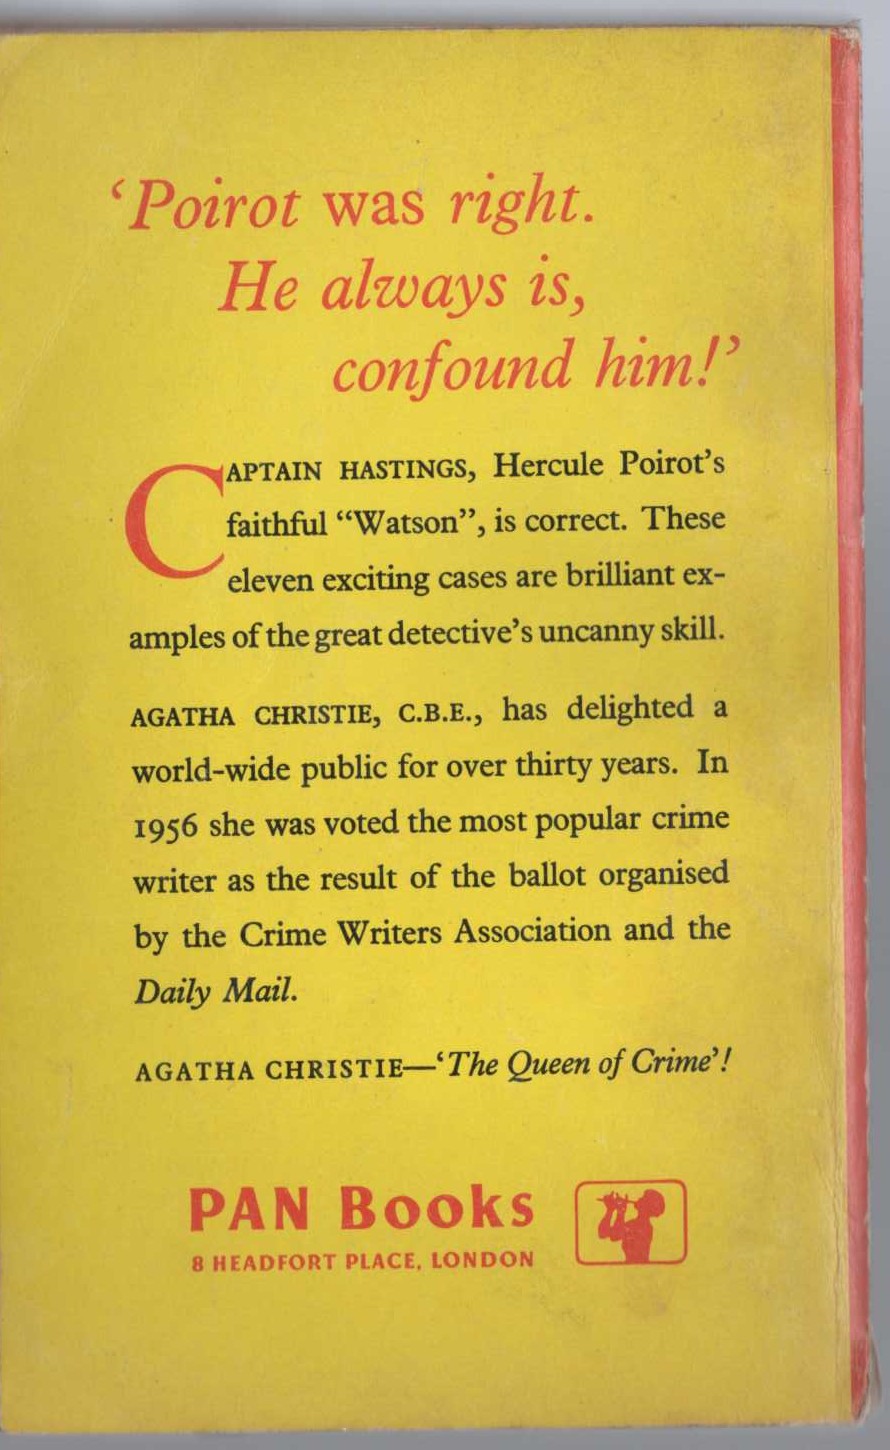 ‘Poirot was right.
He always is,
confound him!’
CAPTAIN HASTINGS, Hercule Poirot’s
faithful “Watson”, is correct. These
eleven exciting cases are brilliant ex-
amples of the great detective’s uncanny skill.
AGATHA CHRISTIE, C.B.E., has delighted a
world-wide public for over thirty years. In
1956 she was voted the most popular crime
writer as the result of the ballot organised
by the Crime Writers Association and the
Daily Mail.
AGATHA CHRISTIE—‘The Queen of Crime’!
PAN Books
8 HEADFORT PLACE, LONDON